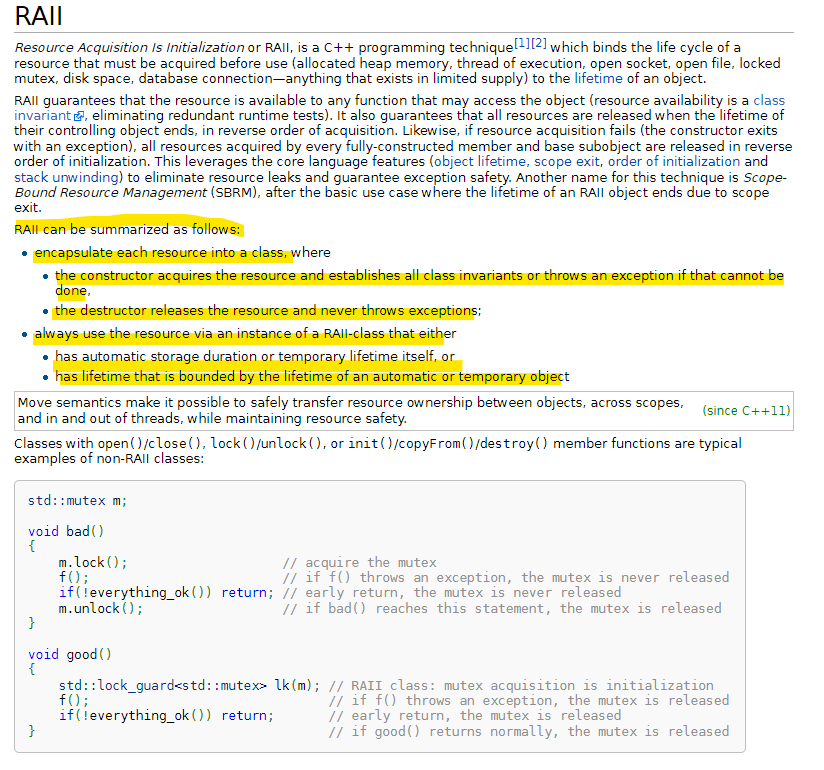 RAII
Resource Acquisition Is Initialization or RAII, is a C++ programming technique[1][2] which binds the life cycle of a
resource that must be acquired before use (allocated heap memory, thread of execution, open socket, open file, locked
mutex, disk space, database connection—anything that exists in limited supply) to the lifetime of an object.
RAII guarantees that the resource is available to any function that may access the object (resource availability is a class
invariant, eliminating redundant runtime tests). It also guarantees that all resources are released when the lifetime of
their controlling object ends, in reverse order of acquisition. Likewise, if resource acquisition fails (the constructor exits
with an exception), all resources acquired by every fully-constructed member and base subobject are released in reverse
order of initialization. This leverages the core language features (object lifetime, scope exit, order of initialization and
stack unwinding) to eliminate resource leaks and guarantee exception safety. Another name for this technique is Scope-
Bound Resource Management (SBRM), after the basic use case where the lifetime of an RAII object ends due to scope
exit.
RAII can be summarized as follows:
• encapsulate each resource into a class, where
• the constructor acquires the resource and establishes all class invariants or throws an exception if that cannot be
done,
• the destructor releases the resource and never throws exceptions;
• always use the resource via an instance of a RAII-class that either
• has automatic storage duration or temporary lifetime itself, or
• has lifetime that is bounded by the lifetime of an automatic or temporary object
Move semantics make it possible to safely transfer resource ownership between objects, across scopes,
and in and out of threads, while maintaining resource safety.
(since C++11)
Classes with open()/close(), lock()/unlock(), or init()/copyFrom()/destroy() member functions are typical
examples of non-RAII classes:
std::mutex m;
void bad()
{
    m.lock();                    // acquire the mutex
    f();                         // if f() throws an exception, the mutex is never released
    if(!everything_ok()) return; // early return, the mutex is never released
    m.unlock();                  // if bad() reaches this statement, the mutex is released
}
void good()
{
    std::lock_guard<std::mutex> lk(m); // RAII class: mutex acquisition is initialization
    f();                               // if f() throws an exception, the mutex is released
    if(!everything_ok()) return;       // early return, the mutex is released
}                                      // if good() returns normally, the mutex is released